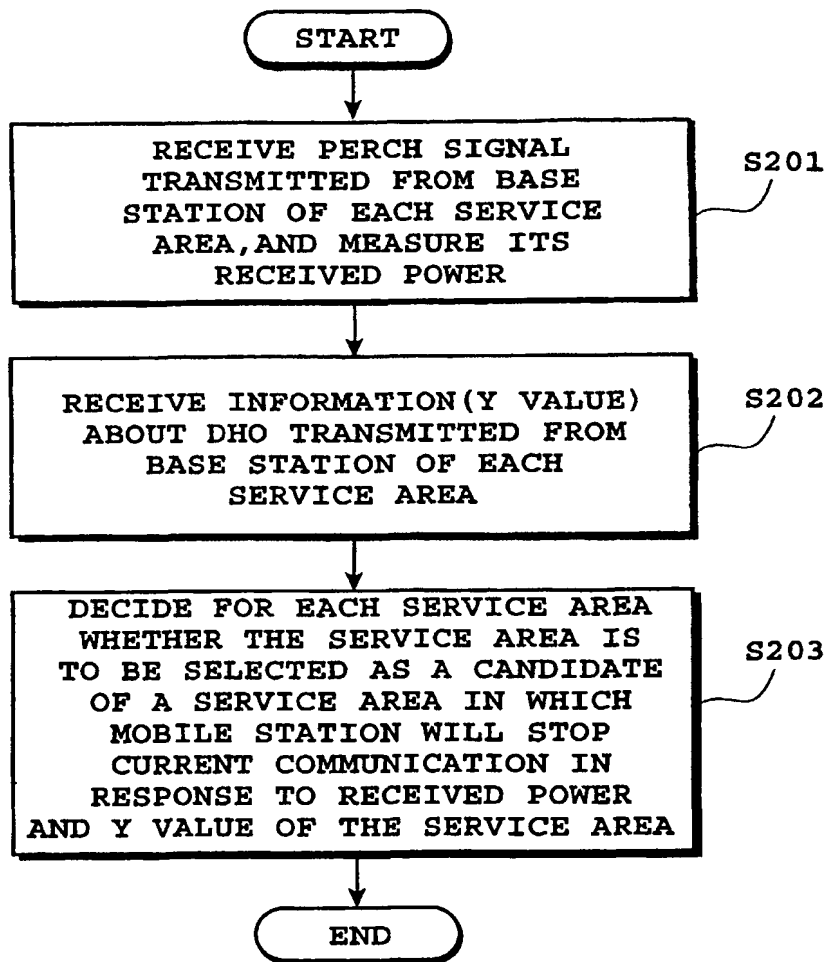 START
RECEIVE PERCH SIGNAL
TRANSMITTED FROM BASE
STATION OF EACH SERVICE
AREA,AND MEASURE ITS
RECEIVED POWER
S201
RECEIVE INFORMATION(Y VALUE)
ABOUT DHO TRANSMITTED FROM
BASE STATION OF EACH
SERVICE AREA
S202
DECIDE FOR EACH SERVICE AREA
WHETHER THE SERVICE AREA IS
TO BE SELECTED AS A CANDIDATE
OF A SERVICE AREA IN WHICH
MOBILE STATION WILL STOP
CURRENT COMMUNICATION IN
RESPONSE TO RECEIVED POWER
AND Y VALUE OF THE SERVICE AREA
S203
END